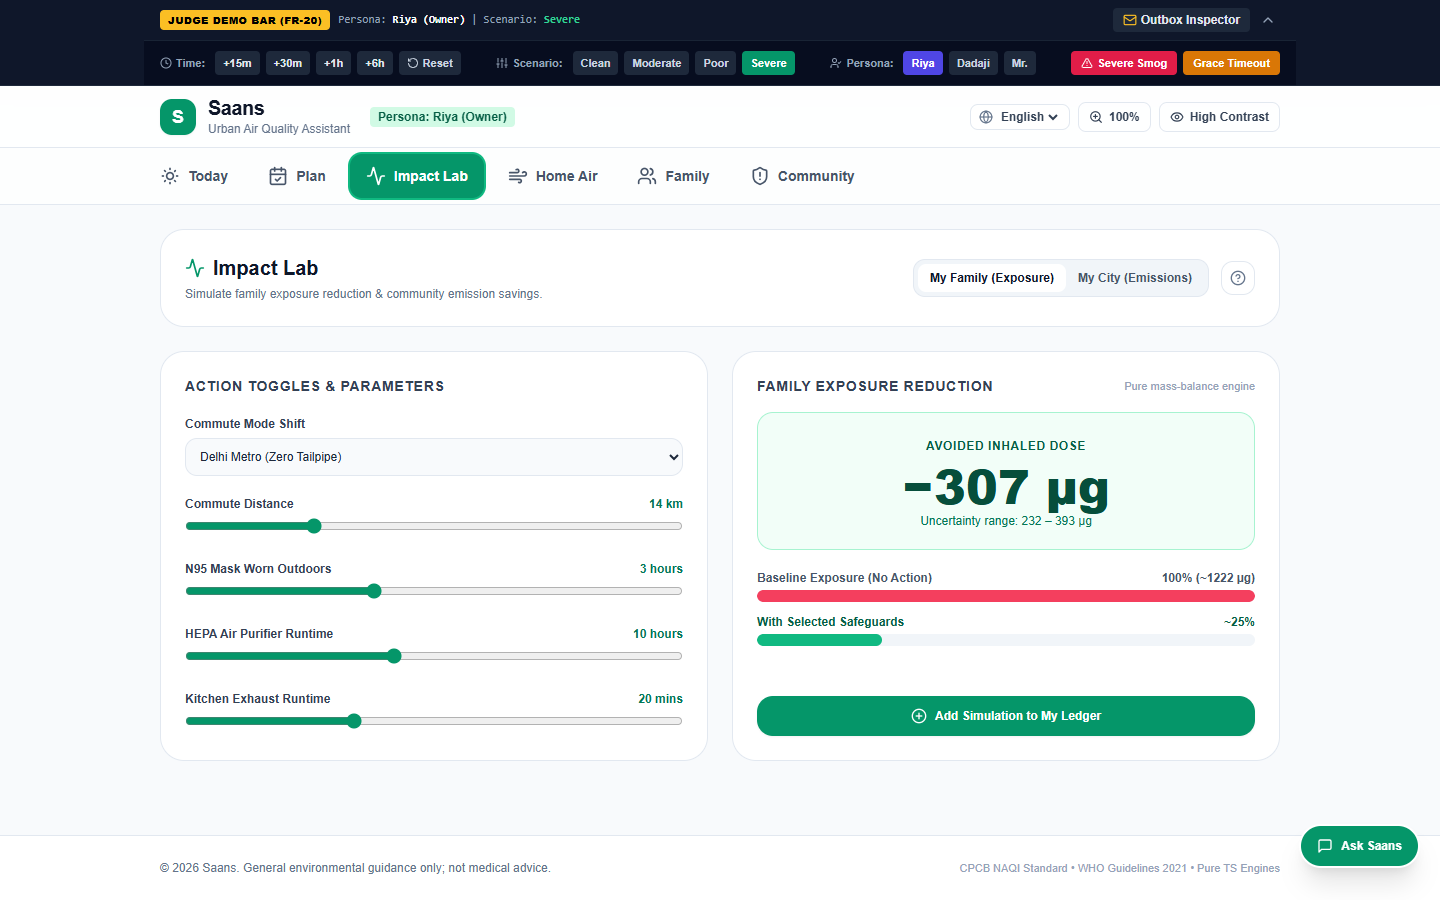 JUDGE DEMO BAR (FR-20) Persona: Riya (Owner) | Scenario: Severe Outbox Inspector
Time: +15m +30m +1h +6h Reset Scenario: Clean Moderate Poor Severe Persona: Riya Dadaji Mr. Severe Smog Grace Timeout
S Saans
Urban Air Quality Assistant
Persona: Riya (Owner)
English 100% High Contrast
Today Plan Impact Lab Home Air Family Community
Impact Lab
Simulate family exposure reduction & community emission savings.
My Family (Exposure) My City (Emissions)
ACTION TOGGLES & PARAMETERS
Commute Mode Shift
Delhi Metro (Zero Tailpipe)
Commute Distance 14 km
N95 Mask Worn Outdoors 3 hours
HEPA Air Purifier Runtime 10 hours
Kitchen Exhaust Runtime 20 mins
FAMILY EXPOSURE REDUCTION Pure mass-balance engine
AVOIDED INHALED DOSE
−307 µg
Uncertainty range: 232 – 393 µg
Baseline Exposure (No Action) 100% (~1222 µg)
With Selected Safeguards ~25%
Add Simulation to My Ledger
Ask Saans
© 2026 Saans. General environmental guidance only; not medical advice. CPCB NAQI Standard • WHO Guidelines 2021 • Pure TS Engines